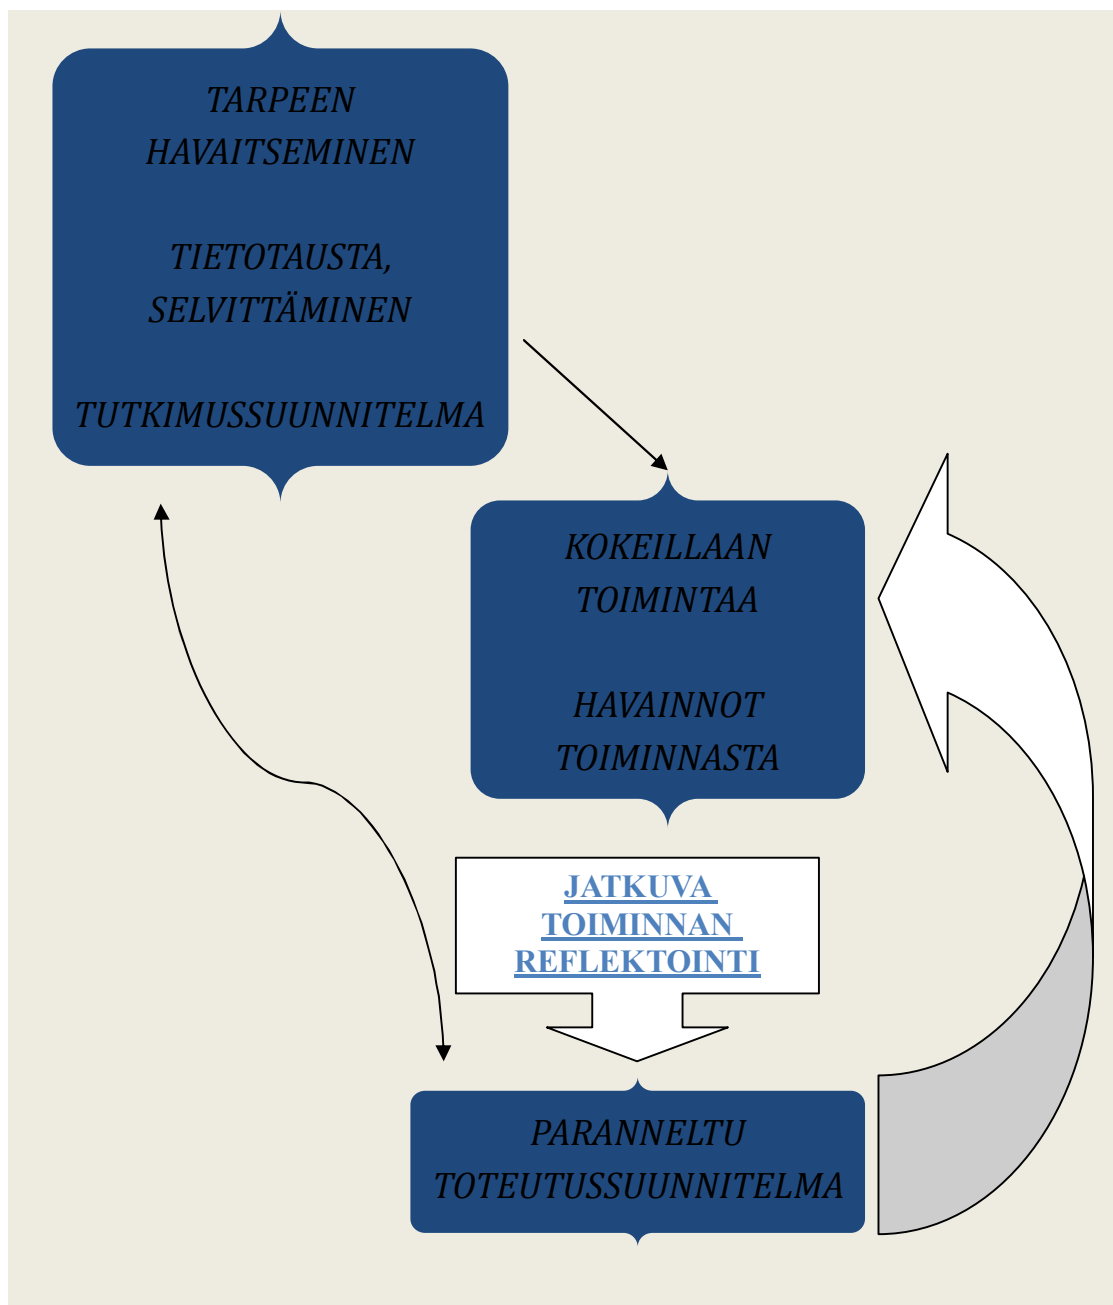 TARPEEN
HAVAITSEMINEN
TIETOTAUSTA,
SELVITTÄMINEN
TUTKIMUSSUUNNITELMA
KOKEILLAAN
TOIMINTAA
HAVAINNOT
TOIMINNASTA
JATKUVA
TOIMINNAN
REFLEKTOINTI
PARANNELTU
TOTEUTUSSUUNNITELMA